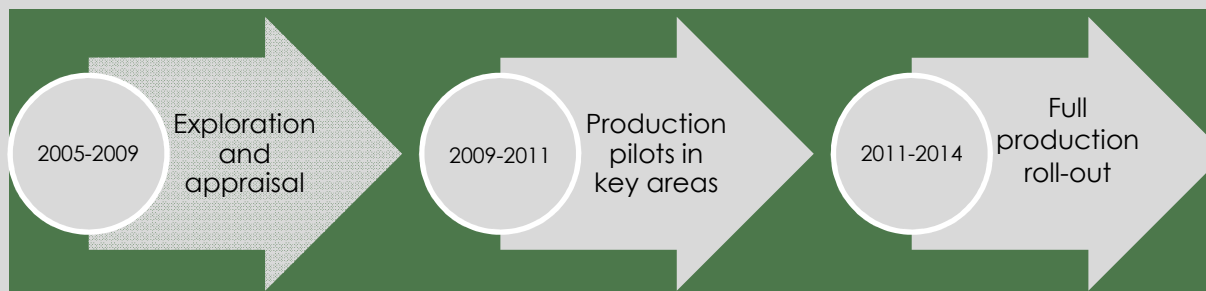 2005-2009
Exploration
and
appraisal
2009-2011
Production
pilots in
key areas
2011-2014
Full
production
roll-out